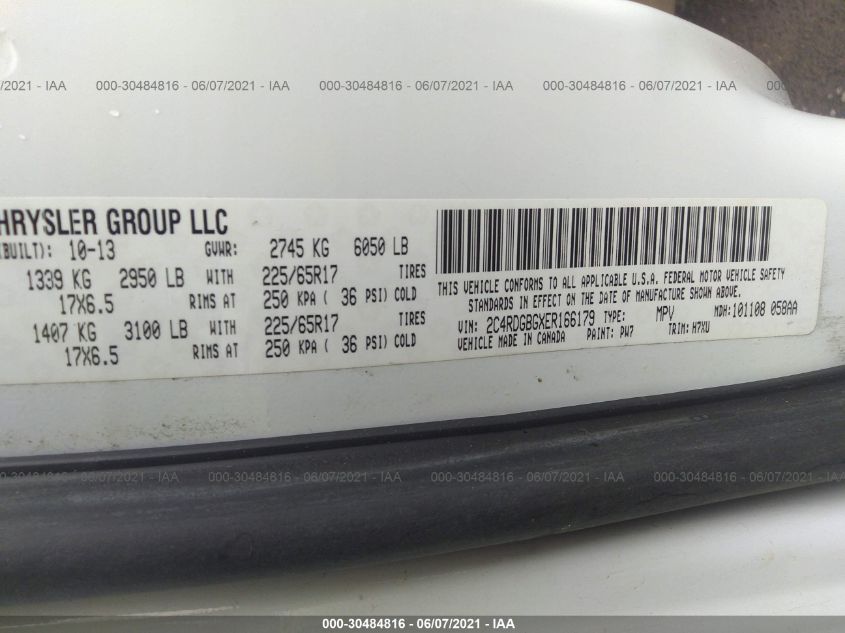 /2021 - IAA 000-30484816 - 06/07/2021 - IAA 000-30484816 - 06/07/2021 - IAA 000-30484816 - 06/07/2021 - IAA 000-
HRYSLER GROUP LLC
(BUILT): 10-13 GVWR: 2745 KG 6050 LB
1339 KG 2950 LB WITH 225/65R17 TIRES
17X6.5 RIMS AT 250 KPA ( 36 PSI) COLD
1407 KG 3100 LB WITH 225/65R17 TIRES
17X6.5 RIMS AT 250 KPA ( 36 PSI) COLD
THIS VEHICLE CONFORMS TO ALL APPLICABLE U.S.A. FEDERAL MOTOR VEHICLE SAFETY
STANDARDS IN EFFECT ON THE DATE OF MANUFACTURE SHOWN ABOVE.
VIN: 2C4RDGBGXER166179 TYPE: MPV MDH:101108 058AA
VEHICLE MADE IN CANADA PAINT: PW7 TRIM: H7XU
000-30484816 - 06/07/2021 - IAA 000-30484816 - 06/07/2021 - IAA 000-30484816 - 06/07/2021 - IAA
000-30484816 - 06/07/2021 - IAA